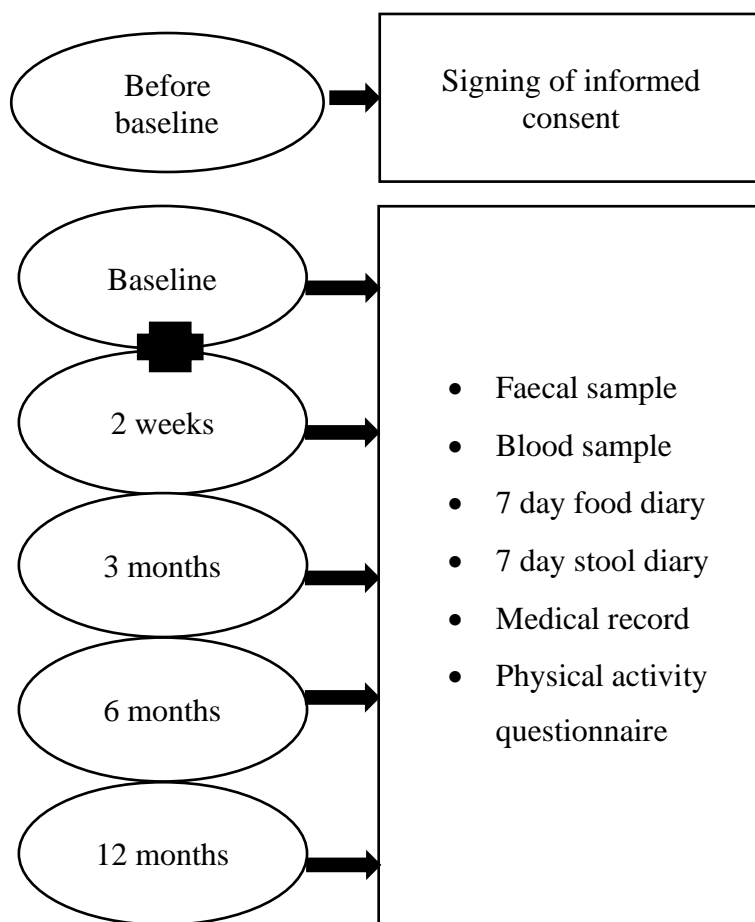 Before
baseline
Signing of informed
consent
Baseline
2 weeks
3 months
6 months
12 months
• Faecal sample
• Blood sample
• 7 day food diary
• 7 day stool diary
• Medical record
• Physical activity
questionnaire